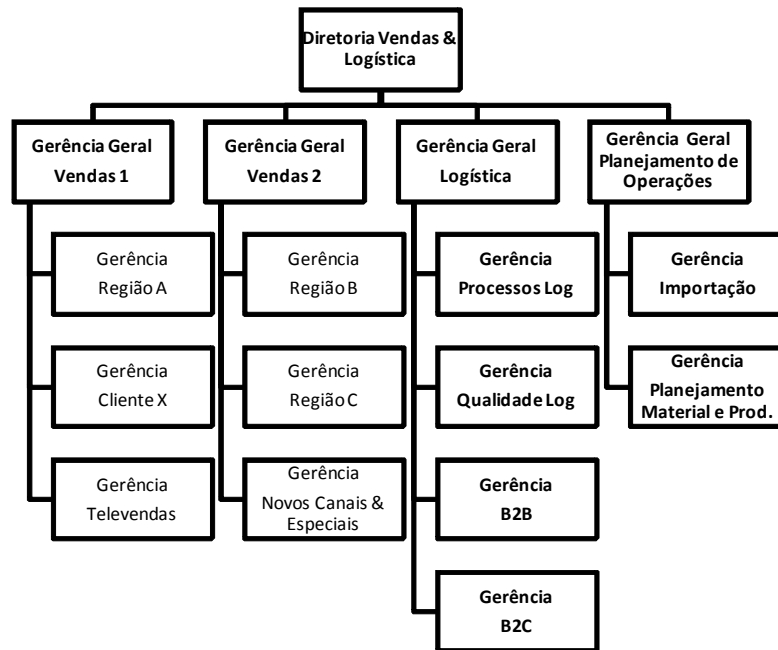 Diretoria Vendas &
Logística
Gerência Geral
Vendas 1
Gerência Geral
Vendas 2
Gerência Geral
Logística
Gerência Geral
Planejamento de
Operações
Gerência
Região A
Gerência
Região B
Gerência
Processos Log
Gerência
Importação
Gerência
Cliente X
Gerência
Região C
Gerência
Qualidade Log
Gerência
Planejamento
Material e Prod.
Gerência
Televendas
Gerência
Novos Canais &
Especiais
Gerência
B2B
Gerência
B2C